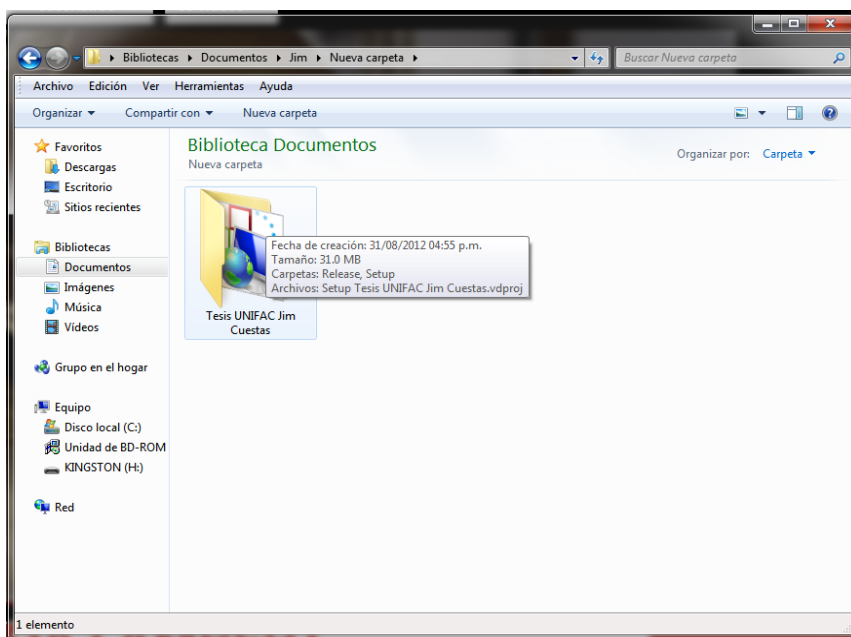 Bibliotecas ▸ Documentos ▸ Jim ▸ Nueva carpeta ▸
Buscar Nueva carpeta
Archivo Edición Ver Herramientas Ayuda
Organizar Compartir con Nueva carpeta
Favoritos
Descargas
Escritorio
Sitios recientes
Bibliotecas
Documentos
Imágenes
Música
Vídeos
Grupo en el hogar
Equipo
Disco local (C:)
Unidad de BD-ROM
KINGSTON (H:)
Red
Biblioteca Documentos
Nueva carpeta
Organizar por: Carpeta
Fecha de creación: 31/08/2012 04:55 p.m.
Tamaño: 31.0 MB
Carpetas: Release, Setup
Archivos: Setup Tesis UNIFAC Jim Cuestas.vdproj
Tesis UNIFAC Jim
Cuestas
1 elemento